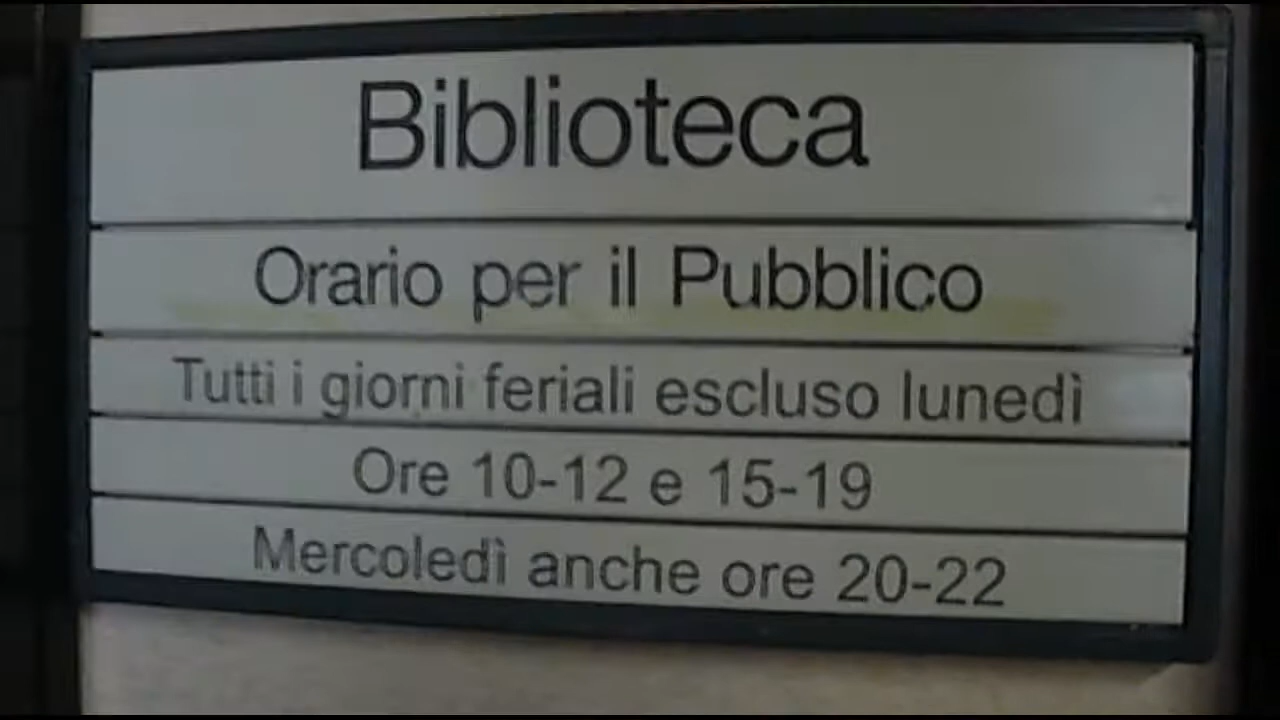 Biblioteca
Orario per il Pubblico
Tutti i giorni feriali escluso lunedì
Ore 10-12 e 15-19
Mercoledì anche ore 20-22